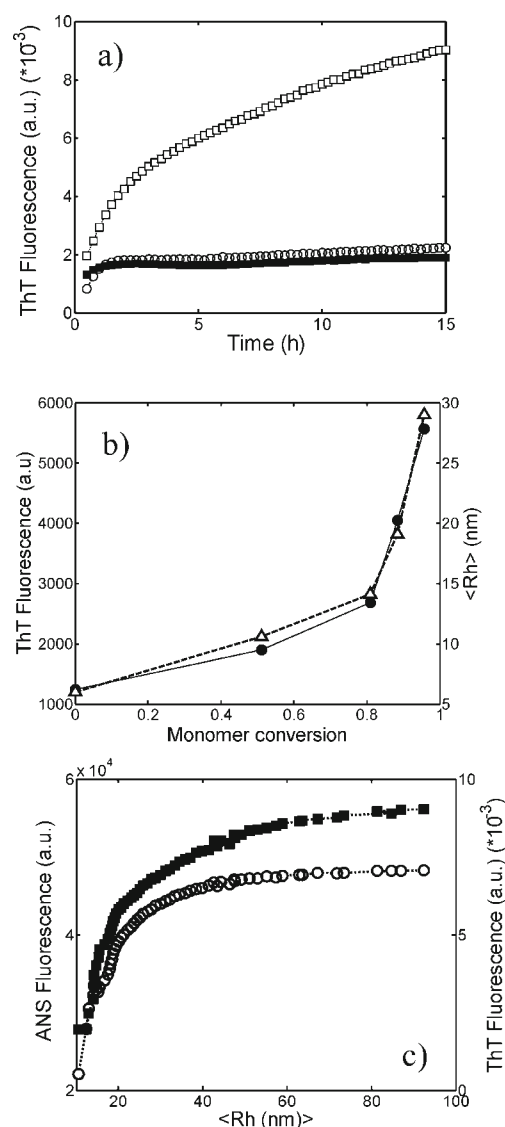 a)
ThT Fluorescence (a.u.) (*10⁻³)
10
8
6
4
2
0
0 5 10 15
Time (h)
b)
ThT Fluorescence (a.u)
6000
5000
4000
3000
2000
1000
<Rh> (nm)
30
25
20
15
10
5
0 0.2 0.4 0.6 0.8 1
Monomer conversion
c)
ANS Fluorescence (a.u.)
6 × 10⁴
4
2
ThT Fluorescence (a.u.) (*10⁻³)
10
5
0
20 40 60 80 100
<Rh (nm)>